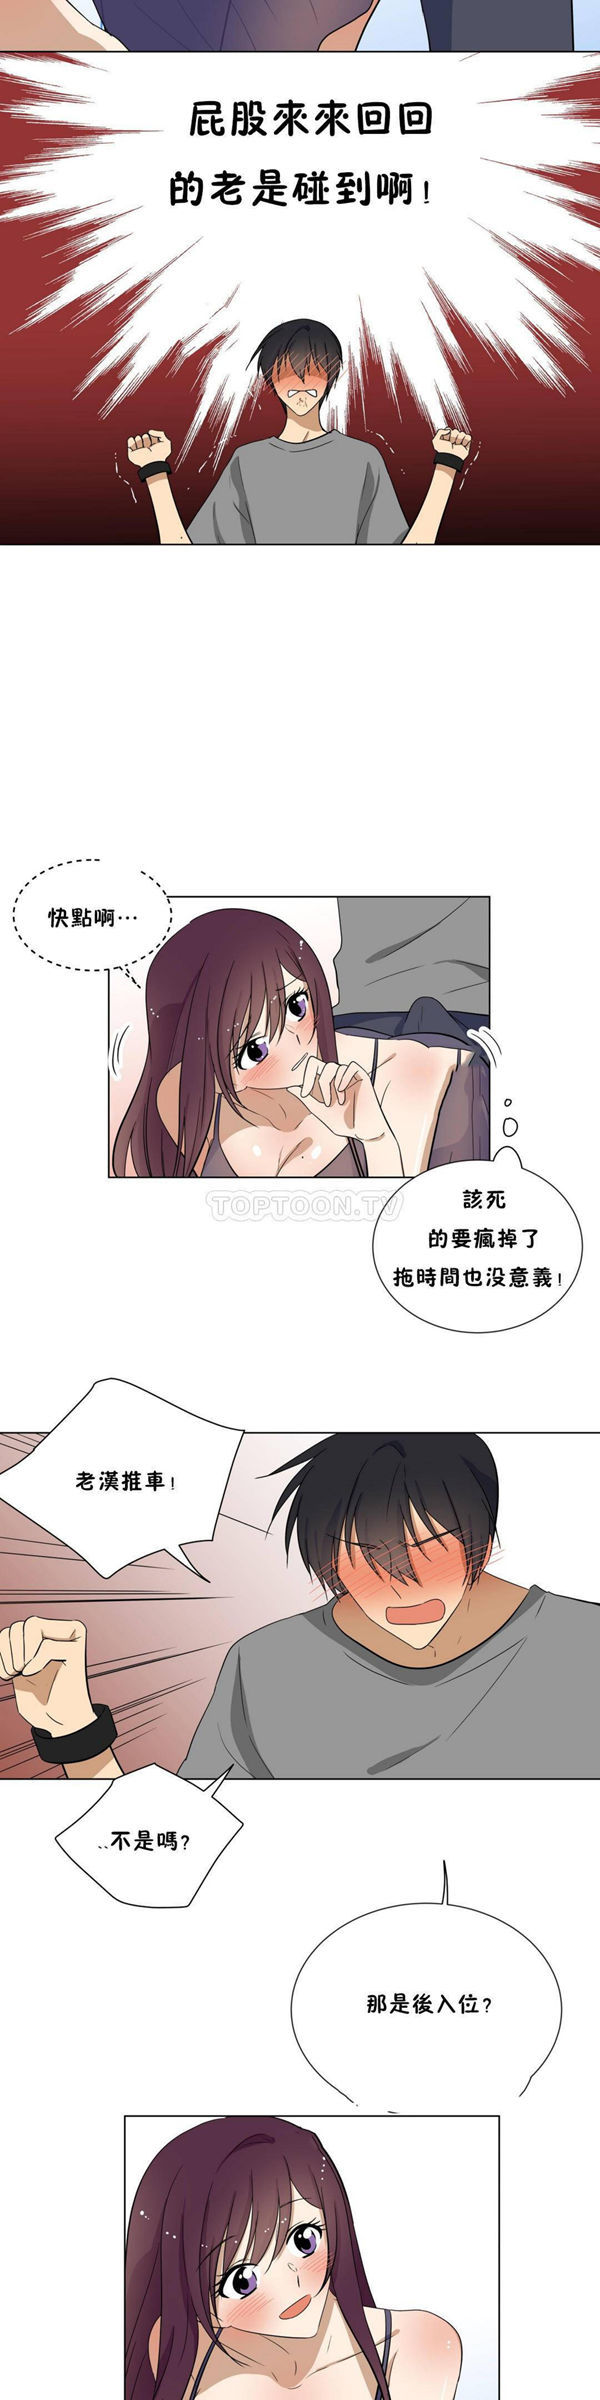 屁股來來回回
的老是碰到啊!
快點啊…
TOPTOON.TV
該死
的要瘋掉了
拖時間也没意義!
老漢推車!
..不是嗎?
那是後入位?